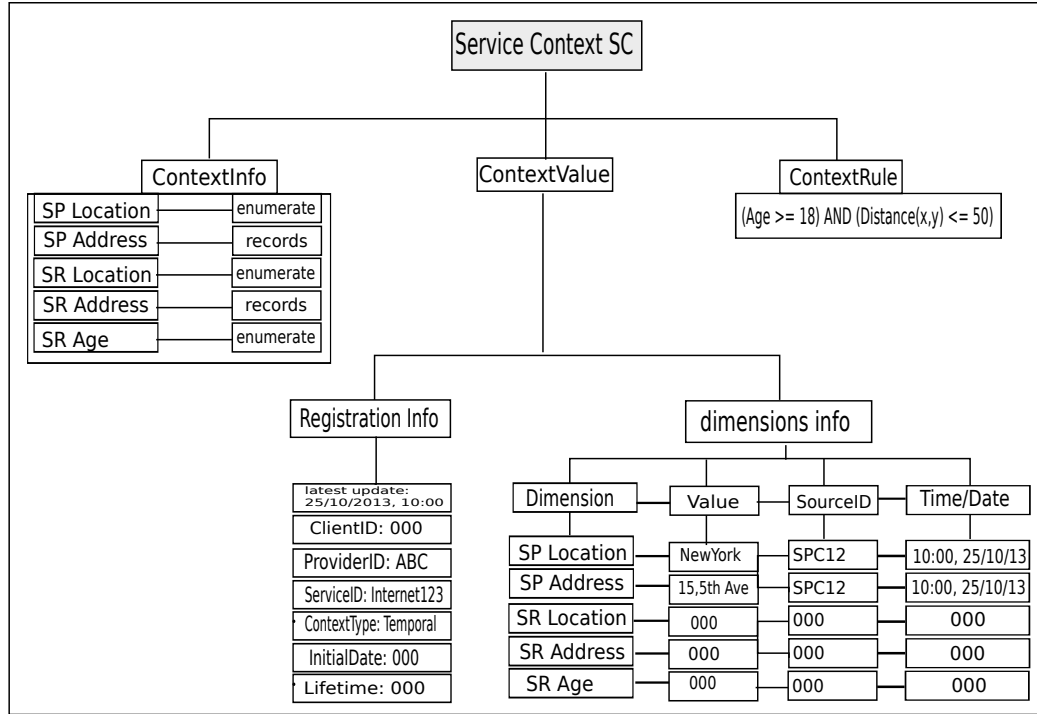 Service Context SC
ContextInfo
SP Location enumerate
SP Address records
SR Location enumerate
SR Address records
SR Age enumerate
ContextValue
ContextRule
(Age >= 18) AND (Distance(x,y) <= 50)
Registration Info
latest update:
25/10/2013, 10:00
ClientID: 000
ProviderID: ABC
ServiceID: Internet123
ContextType: Temporal
InitialDate: 000
Lifetime: 000
dimensions info
Dimension Value SourceID Time/Date
SP Location NewYork SPC12 10:00, 25/10/13
SP Address 15,5th Ave SPC12 10:00, 25/10/13
SR Location 000 000 000
SR Address 000 000 000
SR Age 000 000 000